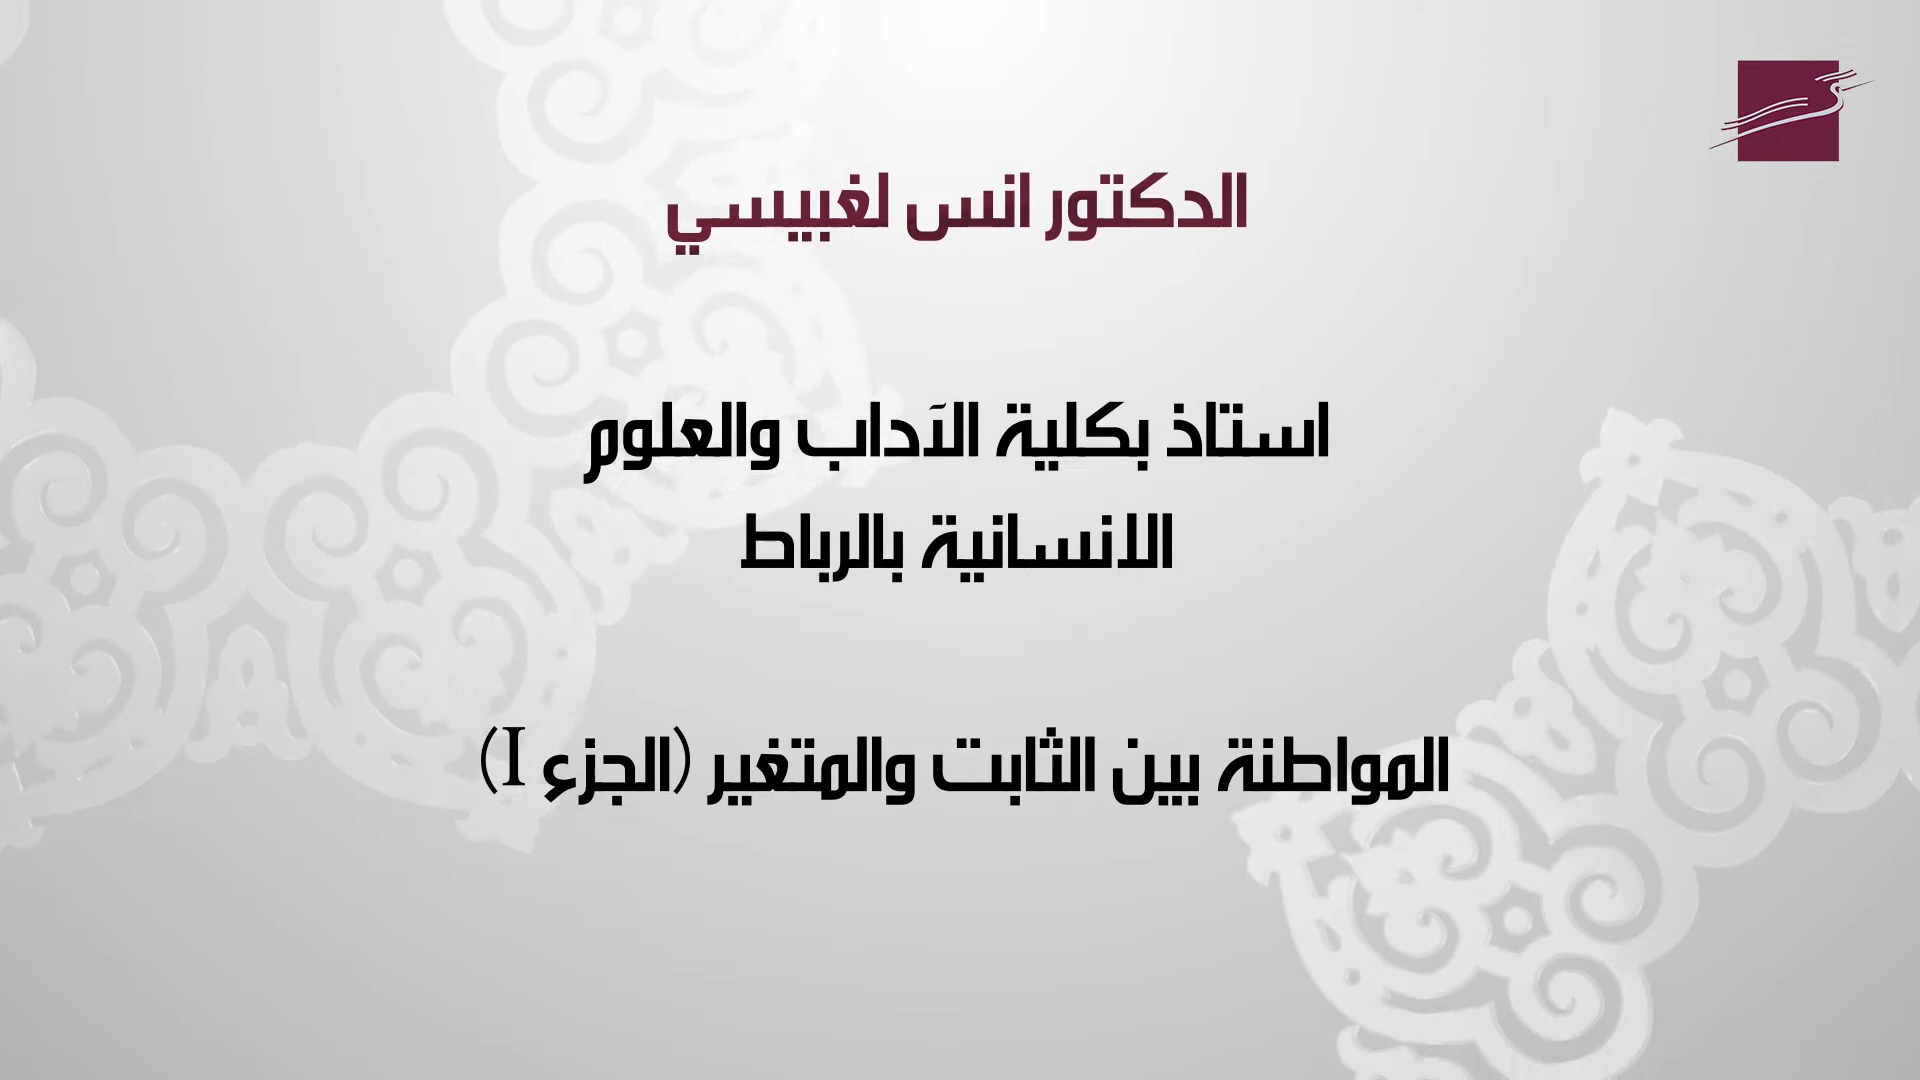 الدكتور انس لغبيسي
استاذ بكلية الآداب والعلوم
الانسانية بالرباط
المواطنة بين الثابت والمتغير (الجزء I)